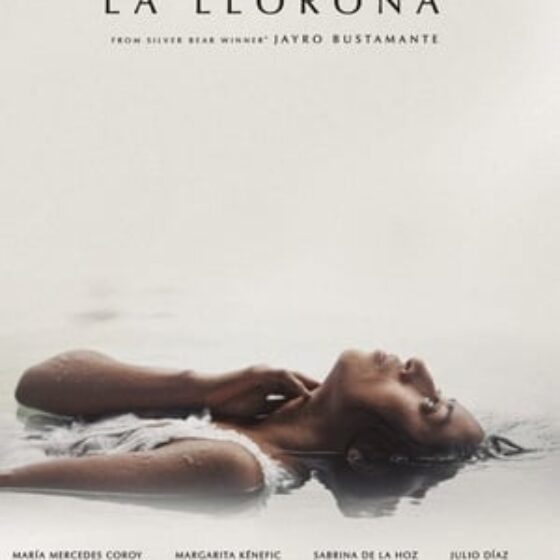 LA LLORONA
FROM SILVER BEAR WINNER* JAYRO BUSTAMANTE
MARÍA MERCEDES COROY MARGARITA KÉNEFIC SABRINA DE LA HOZ JULIO DÍAZ